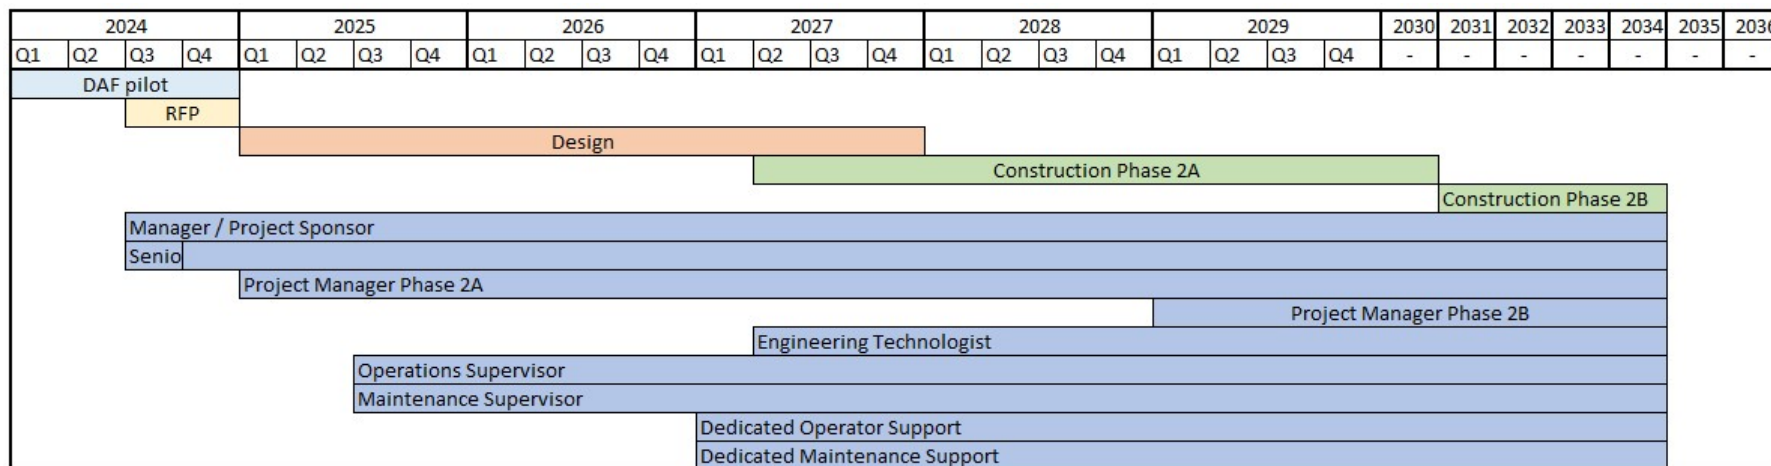 2024 2025 2026 2027 2028 2029 2030 2031 2032 2033 2034 2035 2036
Q1 Q2 Q3 Q4 Q1 Q2 Q3 Q4 Q1 Q2 Q3 Q4 Q1 Q2 Q3 Q4 Q1 Q2 Q3 Q4 Q1 Q2 Q3 Q4 - - - - - - -
DAF pilot
RFP
Design
Construction Phase 2A
Construction Phase 2B
Manager / Project Sponsor
Senio
Project Manager Phase 2A
Project Manager Phase 2B
Engineering Technologist
Operations Supervisor
Maintenance Supervisor
Dedicated Operator Support
Dedicated Maintenance Support